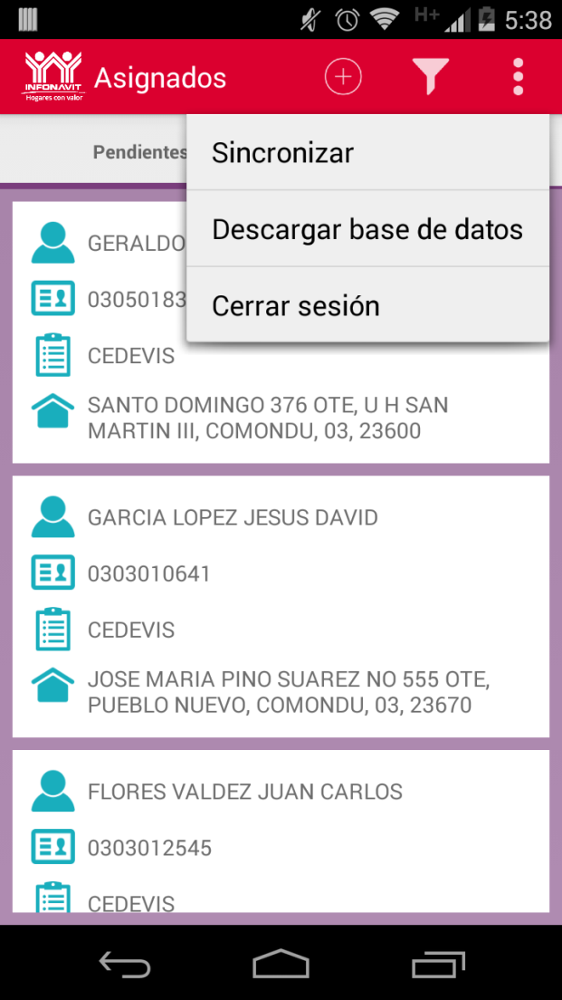 H+ 5:38
INFONAVIT
Hogares con valor
Asignados
Pendientes
Sincronizar
Descargar base de datos
Cerrar sesión
GERALDO
03050183
CEDEVIS
SANTO DOMINGO 376 OTE, U H SAN
MARTIN III, COMONDU, 03, 23600
GARCIA LOPEZ JESUS DAVID
0303010641
CEDEVIS
JOSE MARIA PINO SUAREZ NO 555 OTE,
PUEBLO NUEVO, COMONDU, 03, 23670
FLORES VALDEZ JUAN CARLOS
0303012545
CEDEVIS